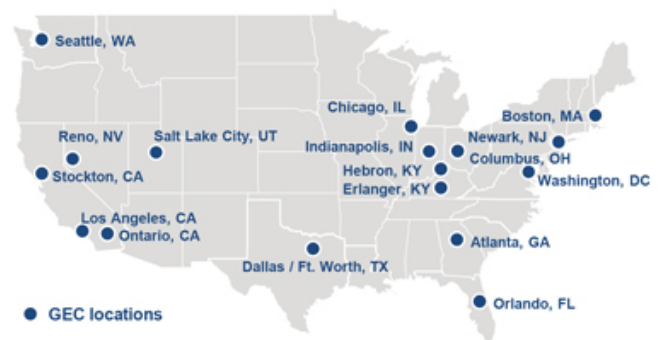 Seattle, WA
Chicago, IL
Boston, MA
Reno, NV
Salt Lake City, UT
Indianapolis, IN
Newark, NJ
Columbus, OH
Hebron, KY
Stockton, CA
Washington, DC
Erlanger, KY
Los Angeles, CA
Ontario, CA
Atlanta, GA
Dallas / Ft. Worth, TX
Orlando, FL
GEC locations